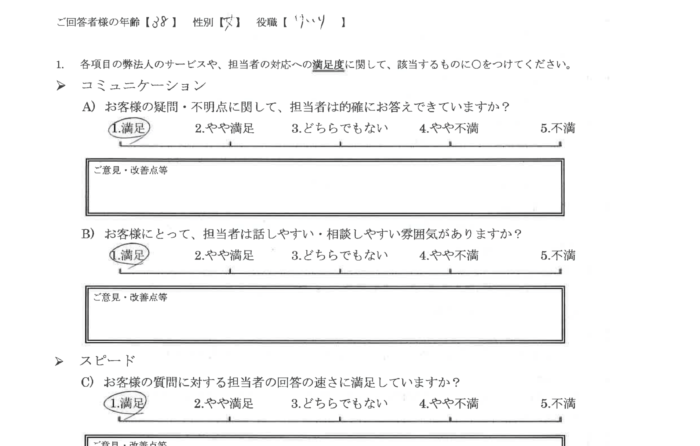 ご回答者様の年齢【38】 性別【女】 役職【 】
1. 各項目の弊法人のサービスや、担当者の対応への満足度に関して、該当するものに○をつけてください。
➢ コミュニケーション
A) お客様の疑問・不明点に関して、担当者は的確にお答えできていますか？
1.満足 2.やや満足 3.どちらでもない 4.やや不満 5.不満
ご意見・改善点等
B) お客様にとって、担当者は話しやすい・相談しやすい雰囲気がありますか？
1.満足 2.やや満足 3.どちらでもない 4.やや不満 5.不満
ご意見・改善点等
➢ スピード
C) お客様の質問に対する担当者の回答の速さに満足していますか？
1.満足 2.やや満足 3.どちらでもない 4.やや不満 5.不満
ご意見・改善点等